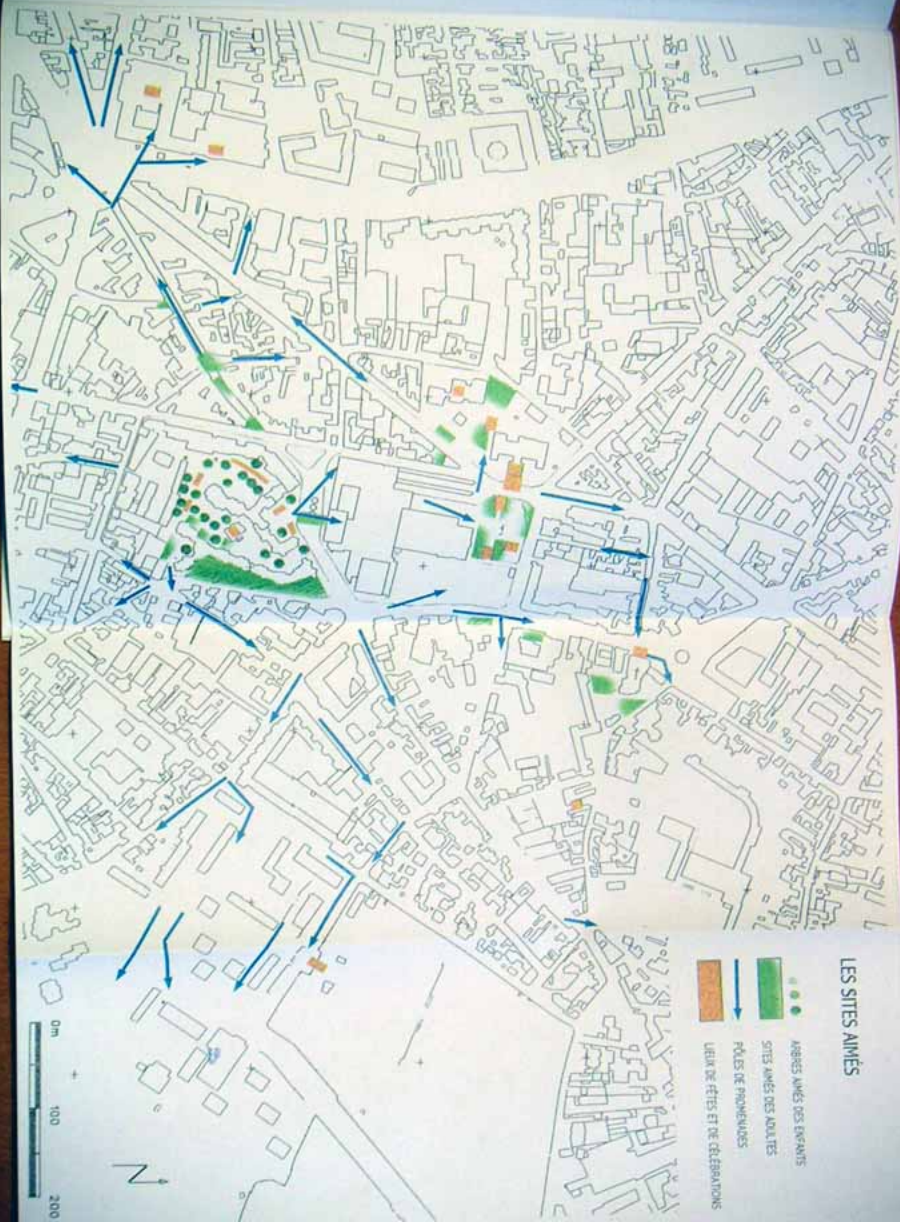 LES SITES AIMÉS
ARBRES AIMÉS DES ENFANTS
SITES AIMÉS DES ADULTES
PÔLES DE PROMENADES
LIEUX DE FÊTES ET DE CÉLÉBRATIONS
0m 100 200
N